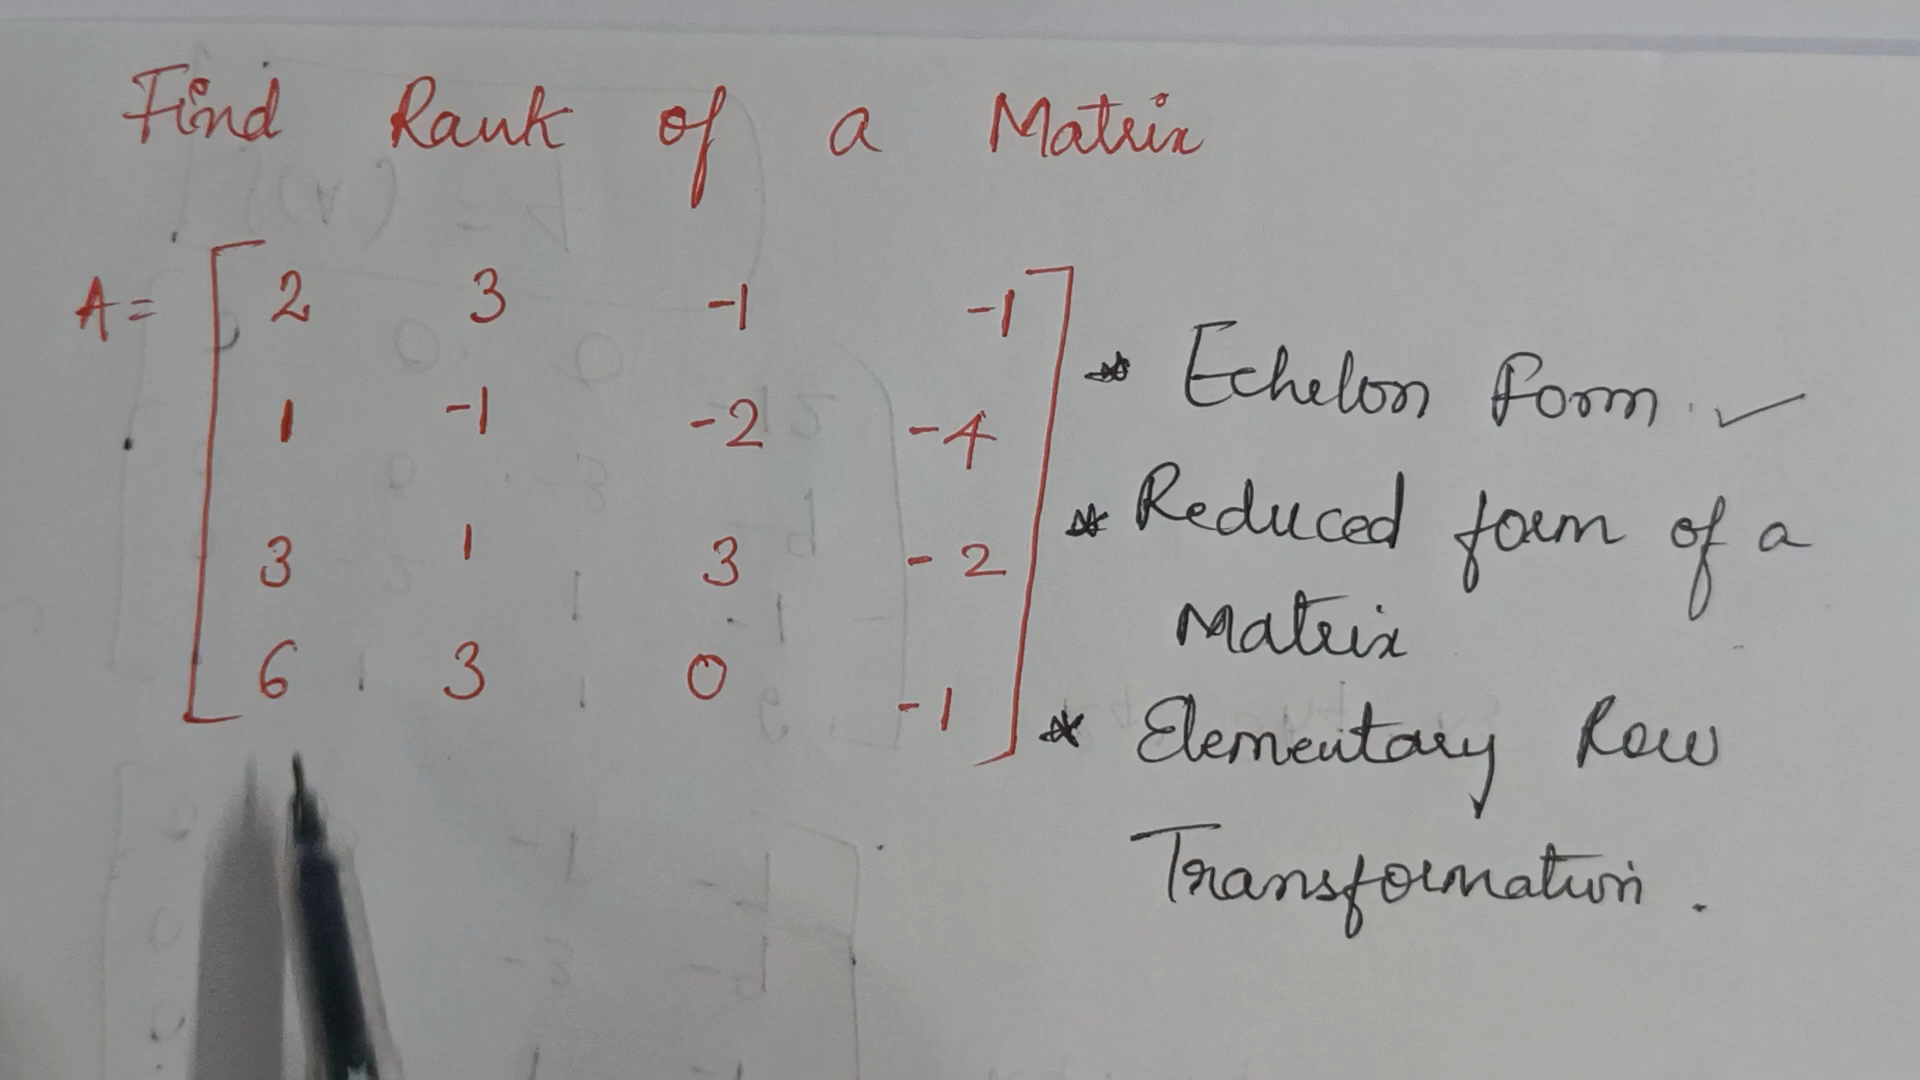 Find Rank of a Matrix
A = [ 2 3 -1 -1
1 -1 -2 -4
3 1 3 -2
6 3 0 -1 ]
* Echelon form. ✓
* Reduced form of a
Matrix
* Elementary Row
Transformation.